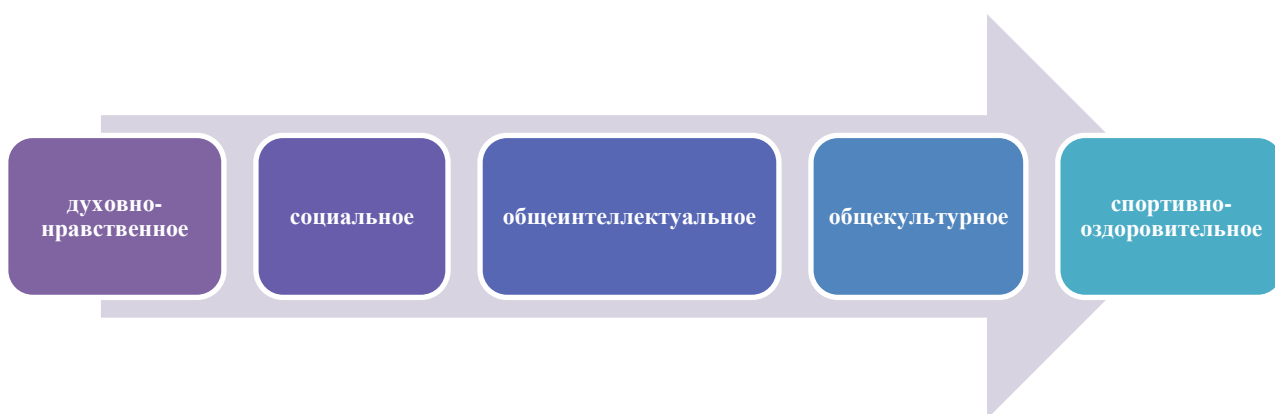 духовно-
нравственное
социальное
общеинтеллектуальное
общекультурное
спортивно-
оздоровительное